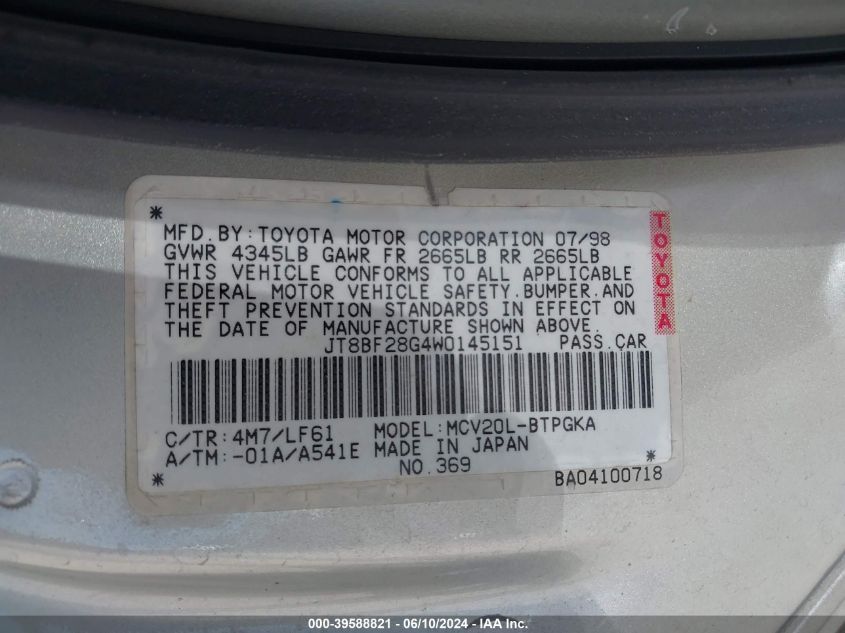 *
MFD.BY:TOYOTA MOTOR CORPORATION 07/98
GVWR 4345LB GAWR FR 2665LB RR 2665LB
THIS VEHICLE CONFORMS TO ALL APPLICABLE
FEDERAL MOTOR VEHICLE SAFETY.BUMPER.AND
THEFT PREVENTION STANDARDS IN EFFECT ON
THE DATE OF MANUFACTURE SHOWN ABOVE.
JT8BF28G4W0145151 PASS.CAR
TOYOTA
C/TR:4M7/LF61 MODEL:MCV20L-BTPGKA
A/TM:-01A/A541E MADE IN JAPAN *
* NO.369 BA04100718
000-39588821 - 06/10/2024 - IAA Inc.